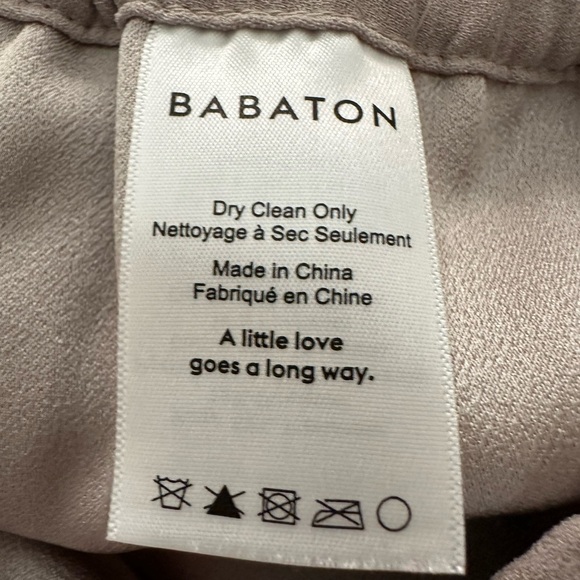 BABATON
Dry Clean Only
Nettoyage à Sec Seulement
Made in China
Fabriqué en Chine
A little love
goes a long way.